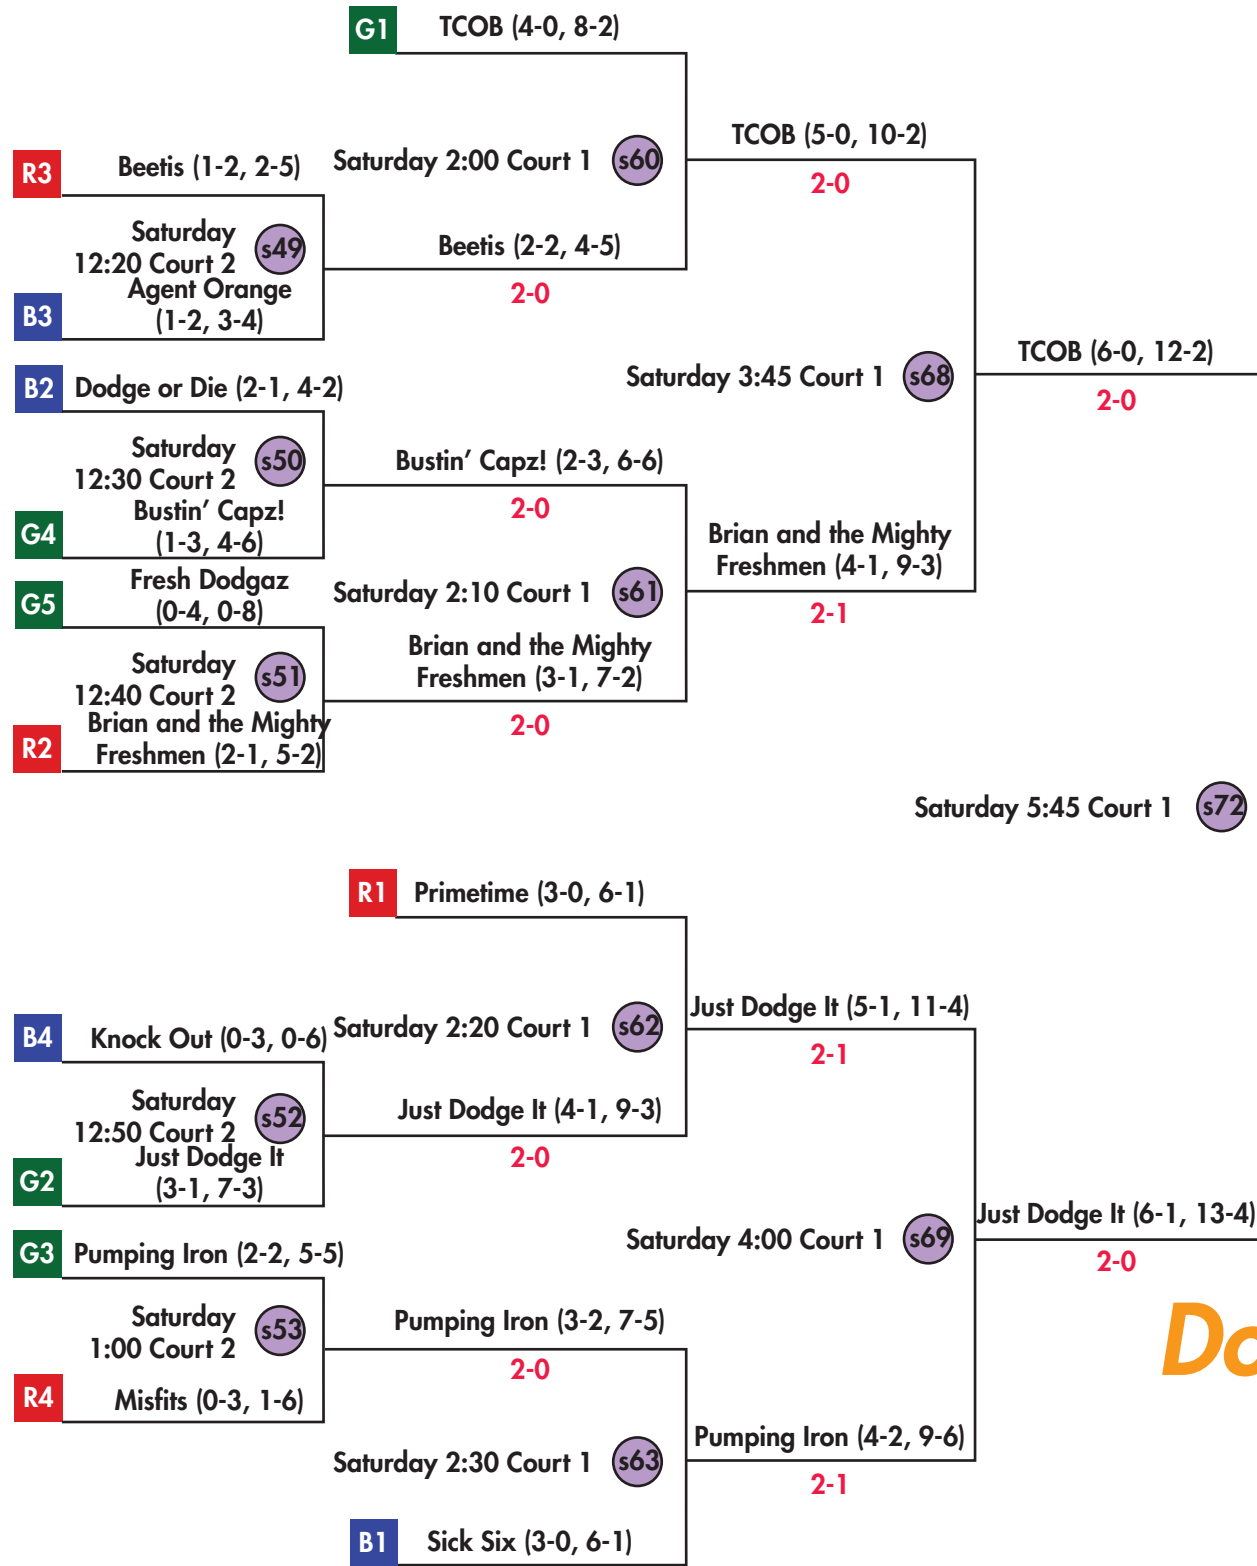 G1 TCOB (4-0, 8-2)
TCOB (5-0, 10-2)
R3 Beetis (1-2, 2-5)
Saturday 2:00 Court 1 s60
2-0
Saturday
12:20 Court 2 s49
Beetis (2-2, 4-5)
2-0
B3 Agent Orange
(1-2, 3-4)
TCOB (6-0, 12-2)
2-0
Saturday 3:45 Court 1 s68
B2 Dodge or Die (2-1, 4-2)
Saturday
12:30 Court 2 s50
Bustin’ Capz! (2-3, 6-6)
2-0
G4 Bustin’ Capz!
(1-3, 4-6)
Brian and the Mighty
Freshmen (4-1, 9-3)
2-1
G5 Fresh Dodgaz
(0-4, 0-8)
Saturday 2:10 Court 1 s61
Saturday
12:40 Court 2 s51
Brian and the Mighty
Freshmen (3-1, 7-2)
2-0
R2 Brian and the Mighty
Freshmen (2-1, 5-2)
Saturday 5:45 Court 1 s72
R1 Primetime (3-0, 6-1)
Just Dodge It (5-1, 11-4)
2-1
B4 Knock Out (0-3, 0-6)
Saturday 2:20 Court 1 s62
Saturday
12:50 Court 2 s52
Just Dodge It (4-1, 9-3)
2-0
G2 Just Dodge It
(3-1, 7-3)
Just Dodge It (6-1, 13-4)
2-0
Saturday 4:00 Court 1 s69
G3 Pumping Iron (2-2, 5-5)
Saturday
1:00 Court 2 s53
Pumping Iron (3-2, 7-5)
2-0
Do
R4 Misfits (0-3, 1-6)
Pumping Iron (4-2, 9-6)
2-1
Saturday 2:30 Court 1 s63
B1 Sick Six (3-0, 6-1)